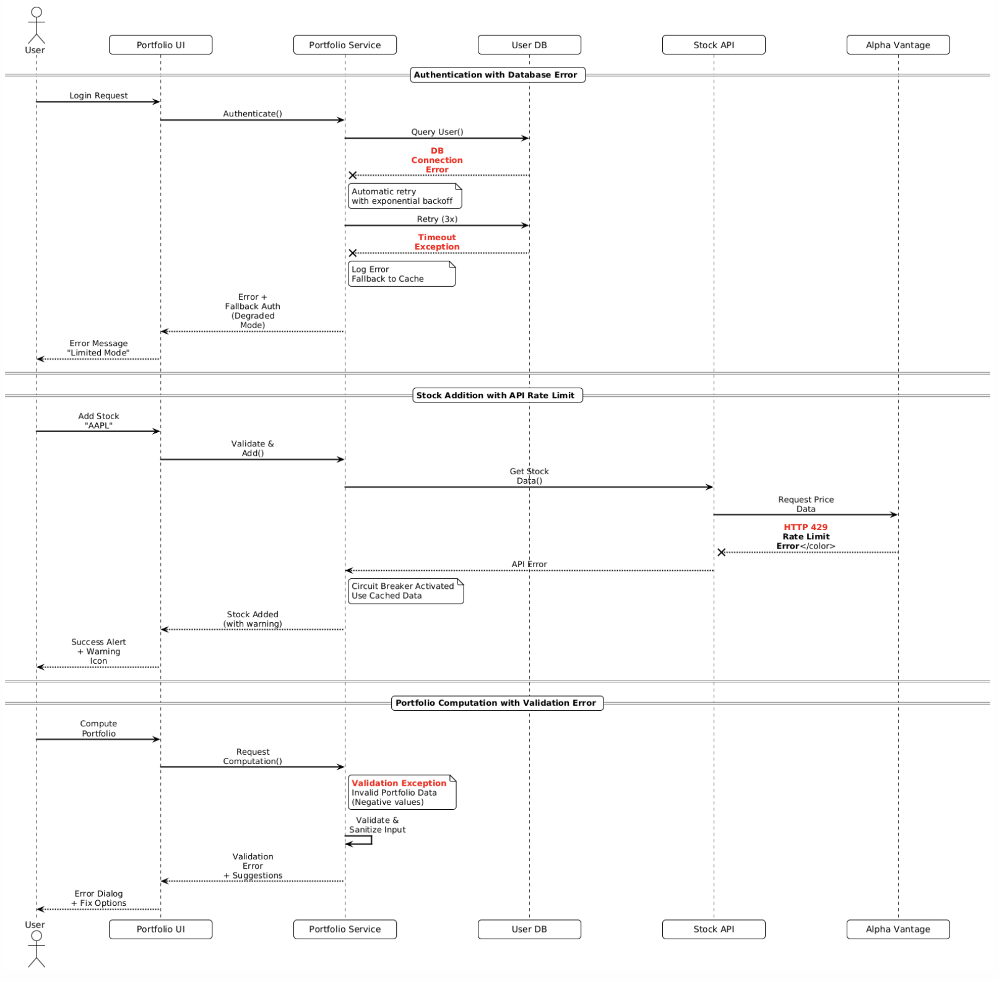 User
Portfolio UI
Portfolio Service
User DB
Stock API
Alpha Vantage
Authentication with Database Error
Login Request
Authenticate()
Query User()
DB
Connection
Error
Automatic retry
with exponential backoff
Retry (3x)
Timeout
Exception
Log Error
Fallback to Cache
Error +
Fallback Auth
(Degraded
Mode)
Error Message
"Limited Mode"
Stock Addition with API Rate Limit
Add Stock
"AAPL"
Validate &
Add()
Get Stock
Data()
Request Price
Data
HTTP 429
Rate Limit
Error</color>
API Error
Circuit Breaker Activated
Use Cached Data
Stock Added
(with warning)
Success Alert
+ Warning
Icon
Portfolio Computation with Validation Error
Compute
Portfolio
Request
Computation()
Validation Exception
Invalid Portfolio Data
(Negative values)
Validate &
Sanitize Input
Validation
Error
+ Suggestions
Error Dialog
+ Fix Options
User
Portfolio UI
Portfolio Service
User DB
Stock API
Alpha Vantage